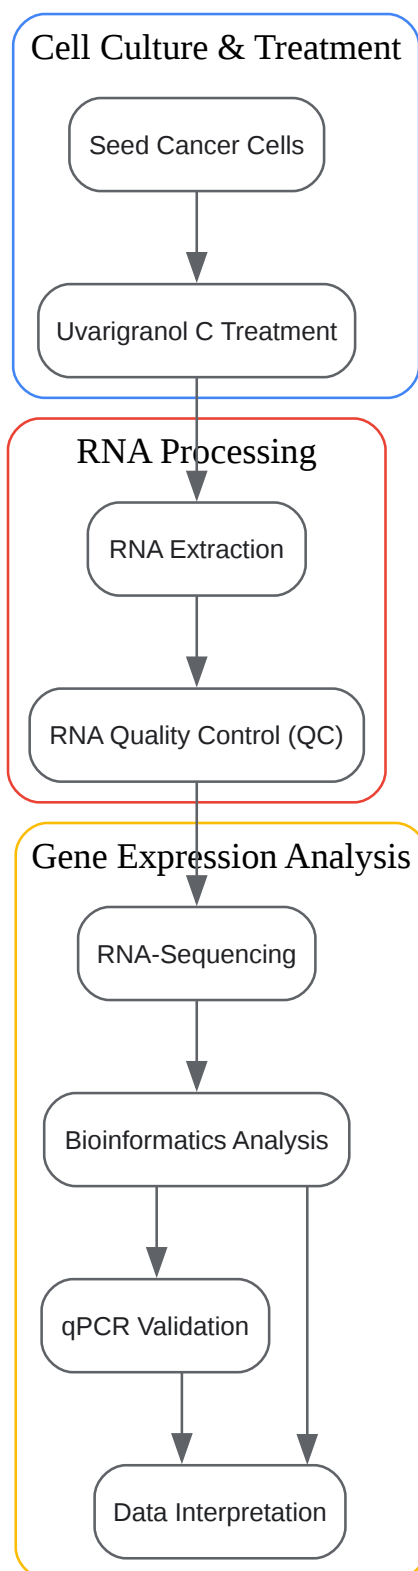 Cell Culture & Treatment
Seed Cancer Cells
Uvarigranol C Treatment
RNA Processing
RNA Extraction
RNA Quality Control (QC)
Gene Expression Analysis
RNA-Sequencing
Bioinformatics Analysis
qPCR Validation
Data Interpretation